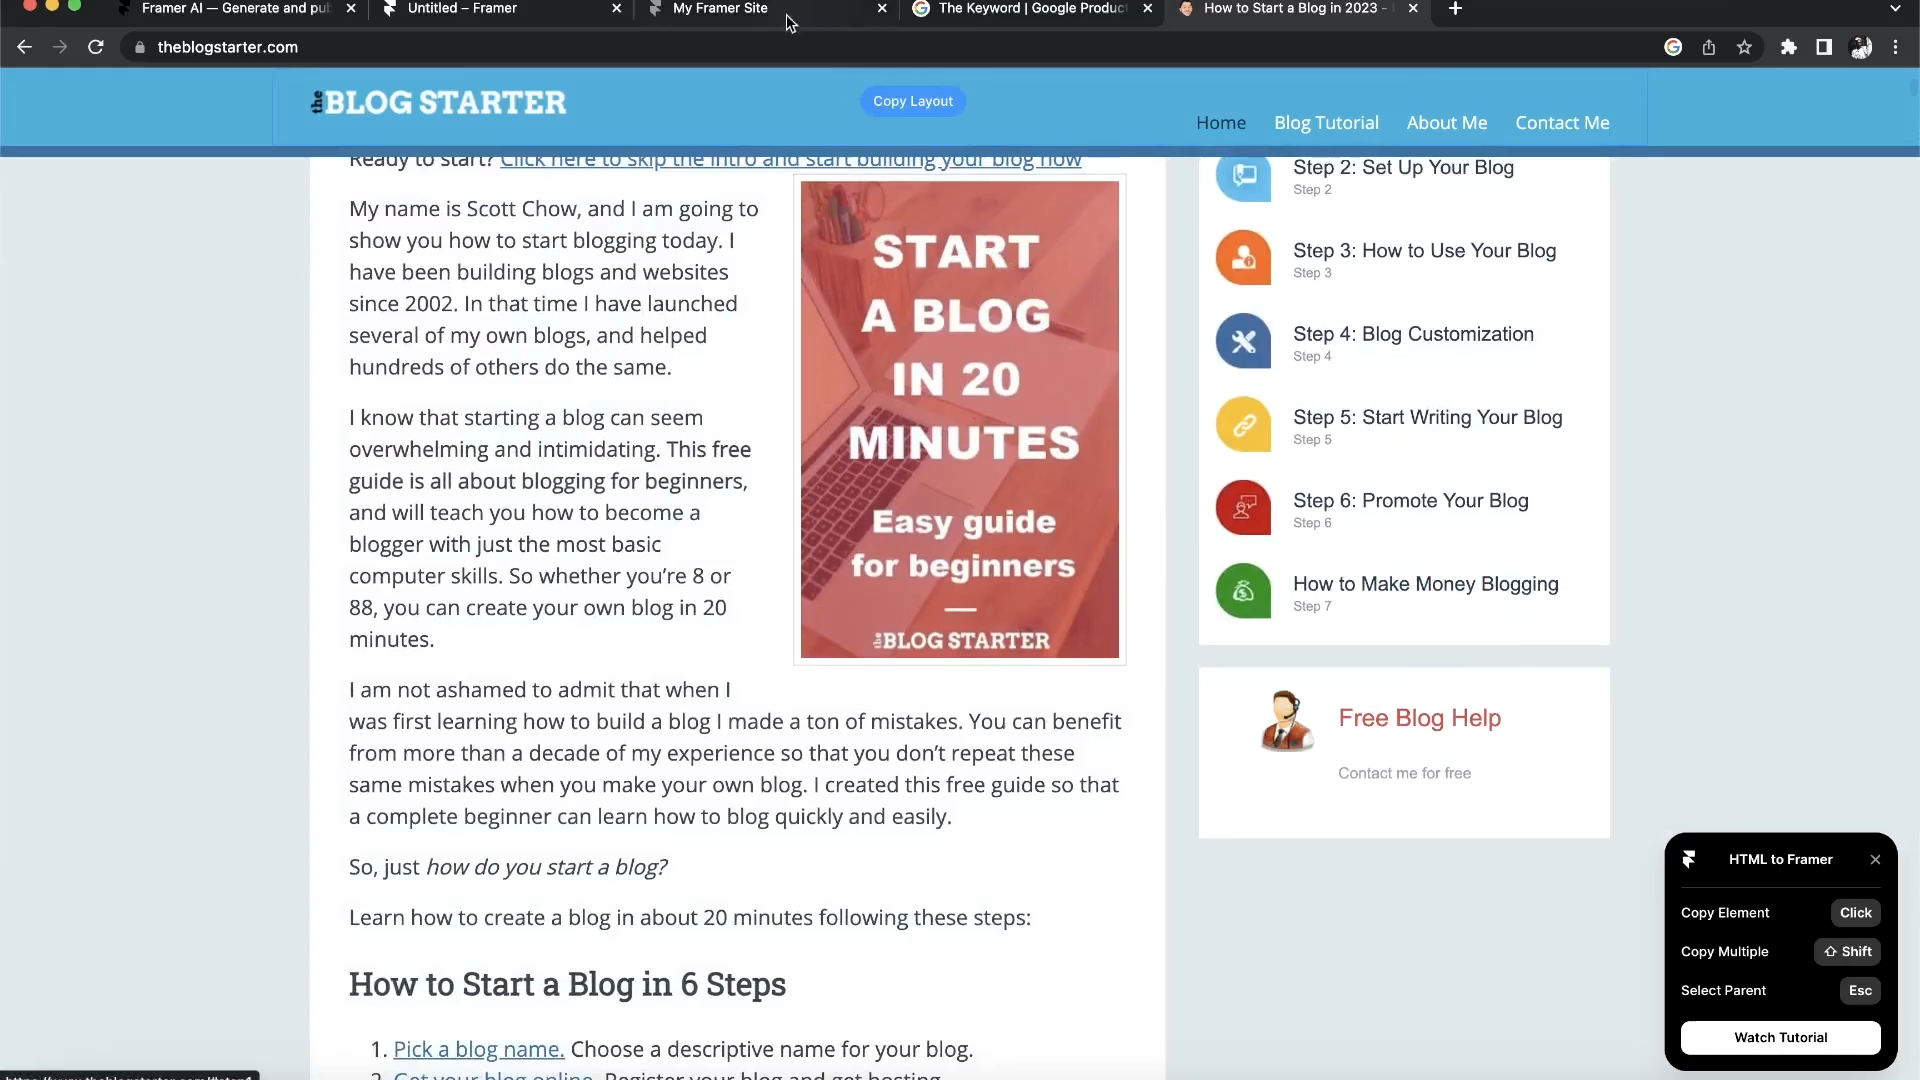 Framer AI — Generate and pub
Untitled – Framer
My Framer Site
The Keyword | Google Product
How to Start a Blog in 2023 -
theblogstarter.com
the BLOG STARTER
Copy Layout
Home
Blog Tutorial
About Me
Contact Me
Ready to start? Click here to skip the intro and start building your blog now
My name is Scott Chow, and I am going to
show you how to start blogging today. I
have been building blogs and websites
since 2002. In that time I have launched
several of my own blogs, and helped
hundreds of others do the same.
I know that starting a blog can seem
overwhelming and intimidating. This free
guide is all about blogging for beginners,
and will teach you how to become a
blogger with just the most basic
computer skills. So whether you’re 8 or
88, you can create your own blog in 20
minutes.
START
A BLOG
IN 20
MINUTES
Easy guide
for beginners
the BLOG STARTER
I am not ashamed to admit that when I
was first learning how to build a blog I made a ton of mistakes. You can benefit
from more than a decade of my experience so that you don’t repeat these
same mistakes when you make your own blog. I created this free guide so that
a complete beginner can learn how to blog quickly and easily.
So, just how do you start a blog?
Learn how to create a blog in about 20 minutes following these steps:
How to Start a Blog in 6 Steps
1. Pick a blog name. Choose a descriptive name for your blog.
2. Get your blog online. Register your blog and get hosting.
Step 2: Set Up Your Blog
Step 2
Step 3: How to Use Your Blog
Step 3
Step 4: Blog Customization
Step 4
Step 5: Start Writing Your Blog
Step 5
Step 6: Promote Your Blog
Step 6
How to Make Money Blogging
Step 7
Free Blog Help
Contact me for free
HTML to Framer
Copy Element Click
Copy Multiple Shift
Select Parent Esc
Watch Tutorial